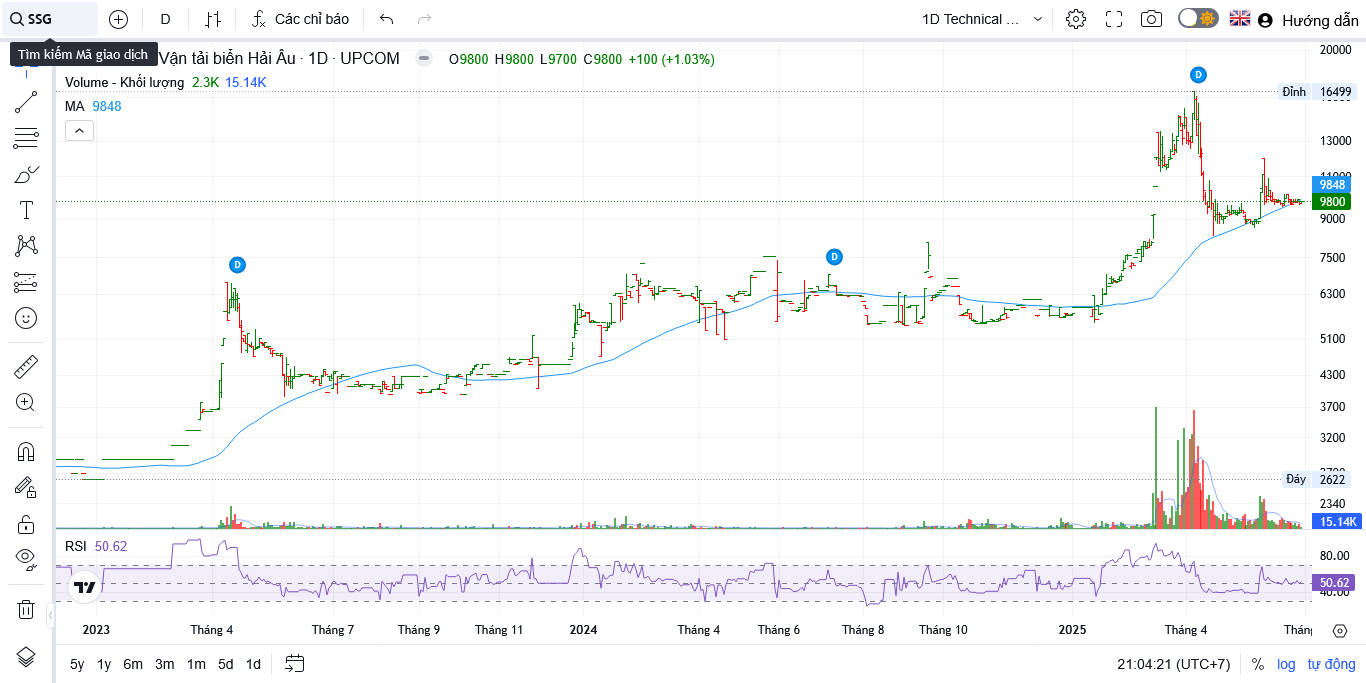 SSG D Các chỉ báo 1D Technical ... Hướng dẫn
Tìm kiếm Mã giao dịch
Vận tải biển Hải Âu · 1D · UPCOM O9800 H9800 L9700 C9800 +100 (+1.03%)
Volume - Khối lượng 2.3K 15.14K
MA 9848
20000
Đỉnh 16499
13000
11000
9848
9800
9000
7500
6300
5100
4300
3700
3200
2700
Đáy 2622
2340
15.14K
D
D
D
RSI 50.62
80.00
50.62
40.00
2023 Tháng 4 Tháng 7 Tháng 9 Tháng 11 2024 Tháng 4 Tháng 6 Tháng 8 Tháng 10 2025 Tháng 4 Thán
5y 1y 6m 3m 1m 5d 1d 21:04:21 (UTC+7) % log tự động